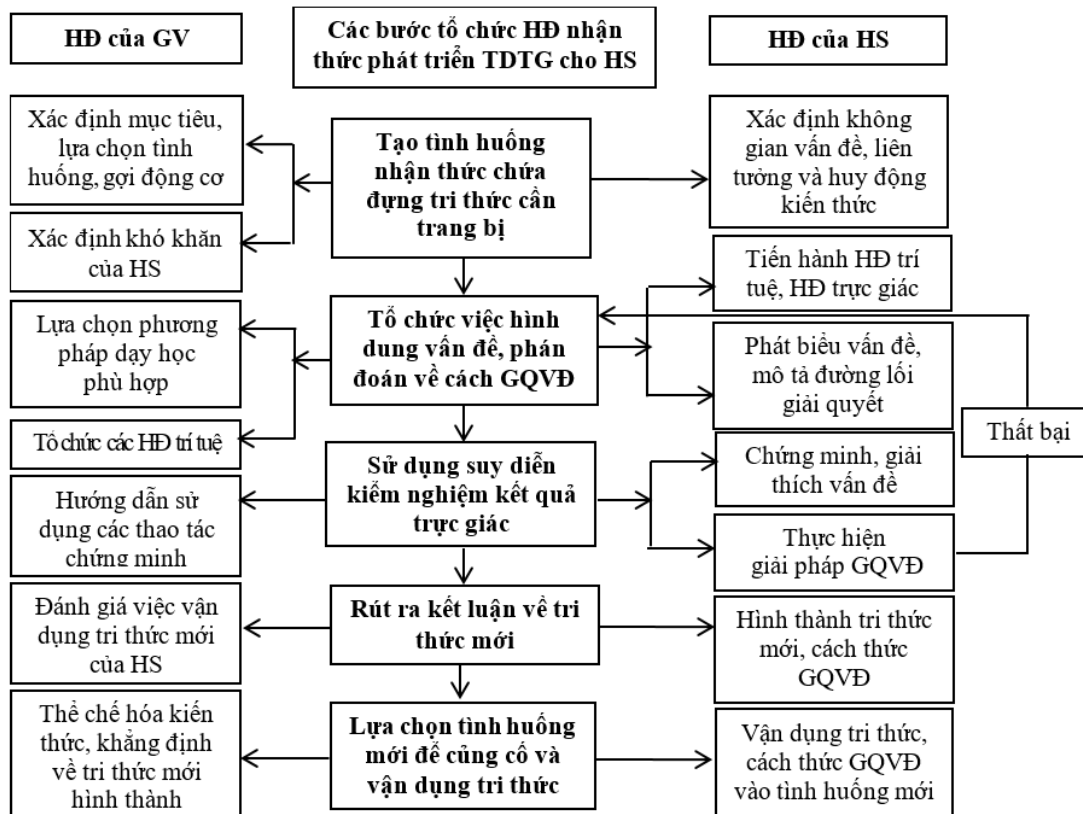 HĐ của GV
Các bước tổ chức HĐ nhận
thức phát triển TDTG cho HS
HĐ của HS
Xác định mục tiêu,
lựa chọn tình
huống, gợi động cơ
Xác định khó khăn
của HS
Tạo tình huống
nhận thức chứa
đựng tri thức cần
trang bị
Xác định không
gian vấn đề, liên
tưởng và huy động
kiến thức
Lựa chọn phương
pháp dạy học
phù hợp
Tổ chức các HĐ trí tuệ
Tổ chức việc hình
dung vấn đề, phán
đoán về cách GQVĐ
Tiến hành HĐ trí
tuệ, HĐ trực giác
Phát biểu vấn đề,
mô tả đường lối
giải quyết
Thất bại
Hướng dẫn sử
dụng các thao tác
chứng minh
Sử dụng suy diễn
kiểm nghiệm kết quả
trực giác
Chứng minh, giải
thích vấn đề
Thực hiện
giải pháp GQVĐ
Đánh giá việc vận
dụng tri thức mới
của HS
Rút ra kết luận về tri
thức mới
Hình thành tri thức
mới, cách thức
GQVĐ
Thể chế hóa kiến
thức, khẳng định
về tri thức mới
hình thành
Lựa chọn tình huống
mới để củng cố và
vận dụng tri thức
Vận dụng tri thức,
cách thức GQVĐ
vào tình huống mới